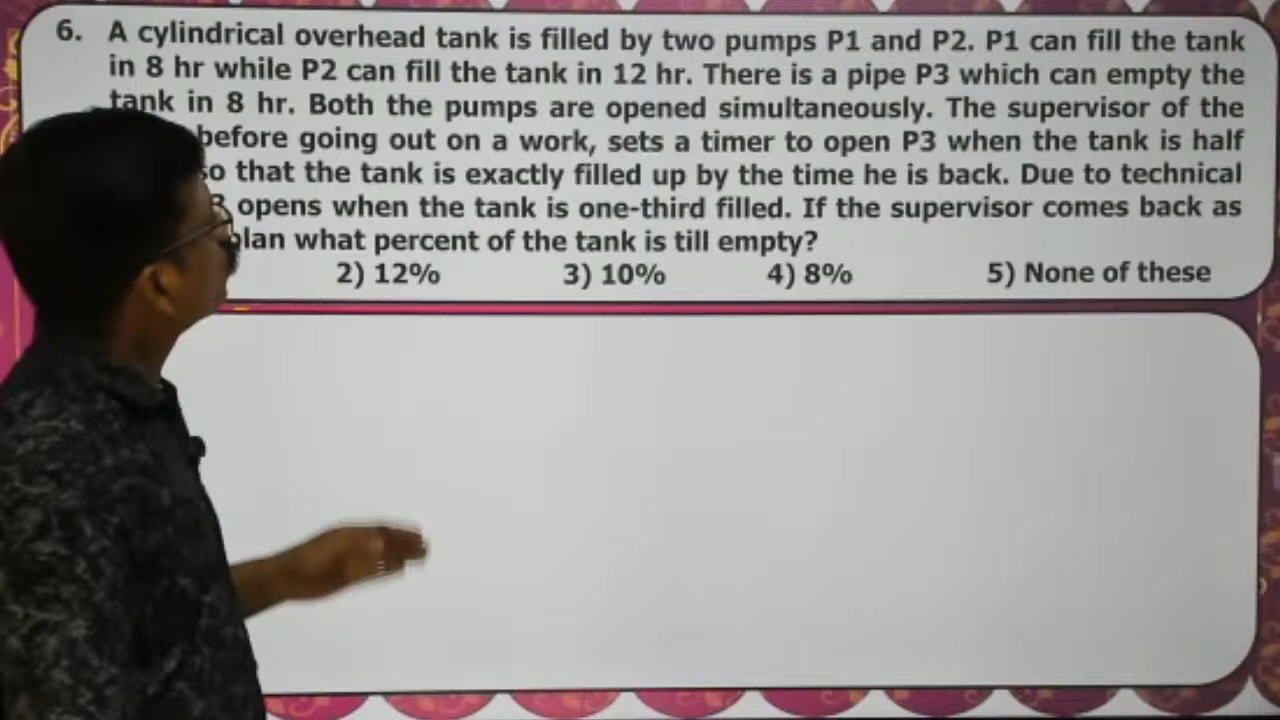 6. A cylindrical overhead tank is filled by two pumps P1 and P2. P1 can fill the tank
in 8 hr while P2 can fill the tank in 12 hr. There is a pipe P3 which can empty the
tank in 8 hr. Both the pumps are opened simultaneously. The supervisor of the
before going out on a work, sets a timer to open P3 when the tank is half
so that the tank is exactly filled up by the time he is back. Due to technical
opens when the tank is one-third filled. If the supervisor comes back as
plan what percent of the tank is till empty?
2) 12% 3) 10% 4) 8% 5) None of these